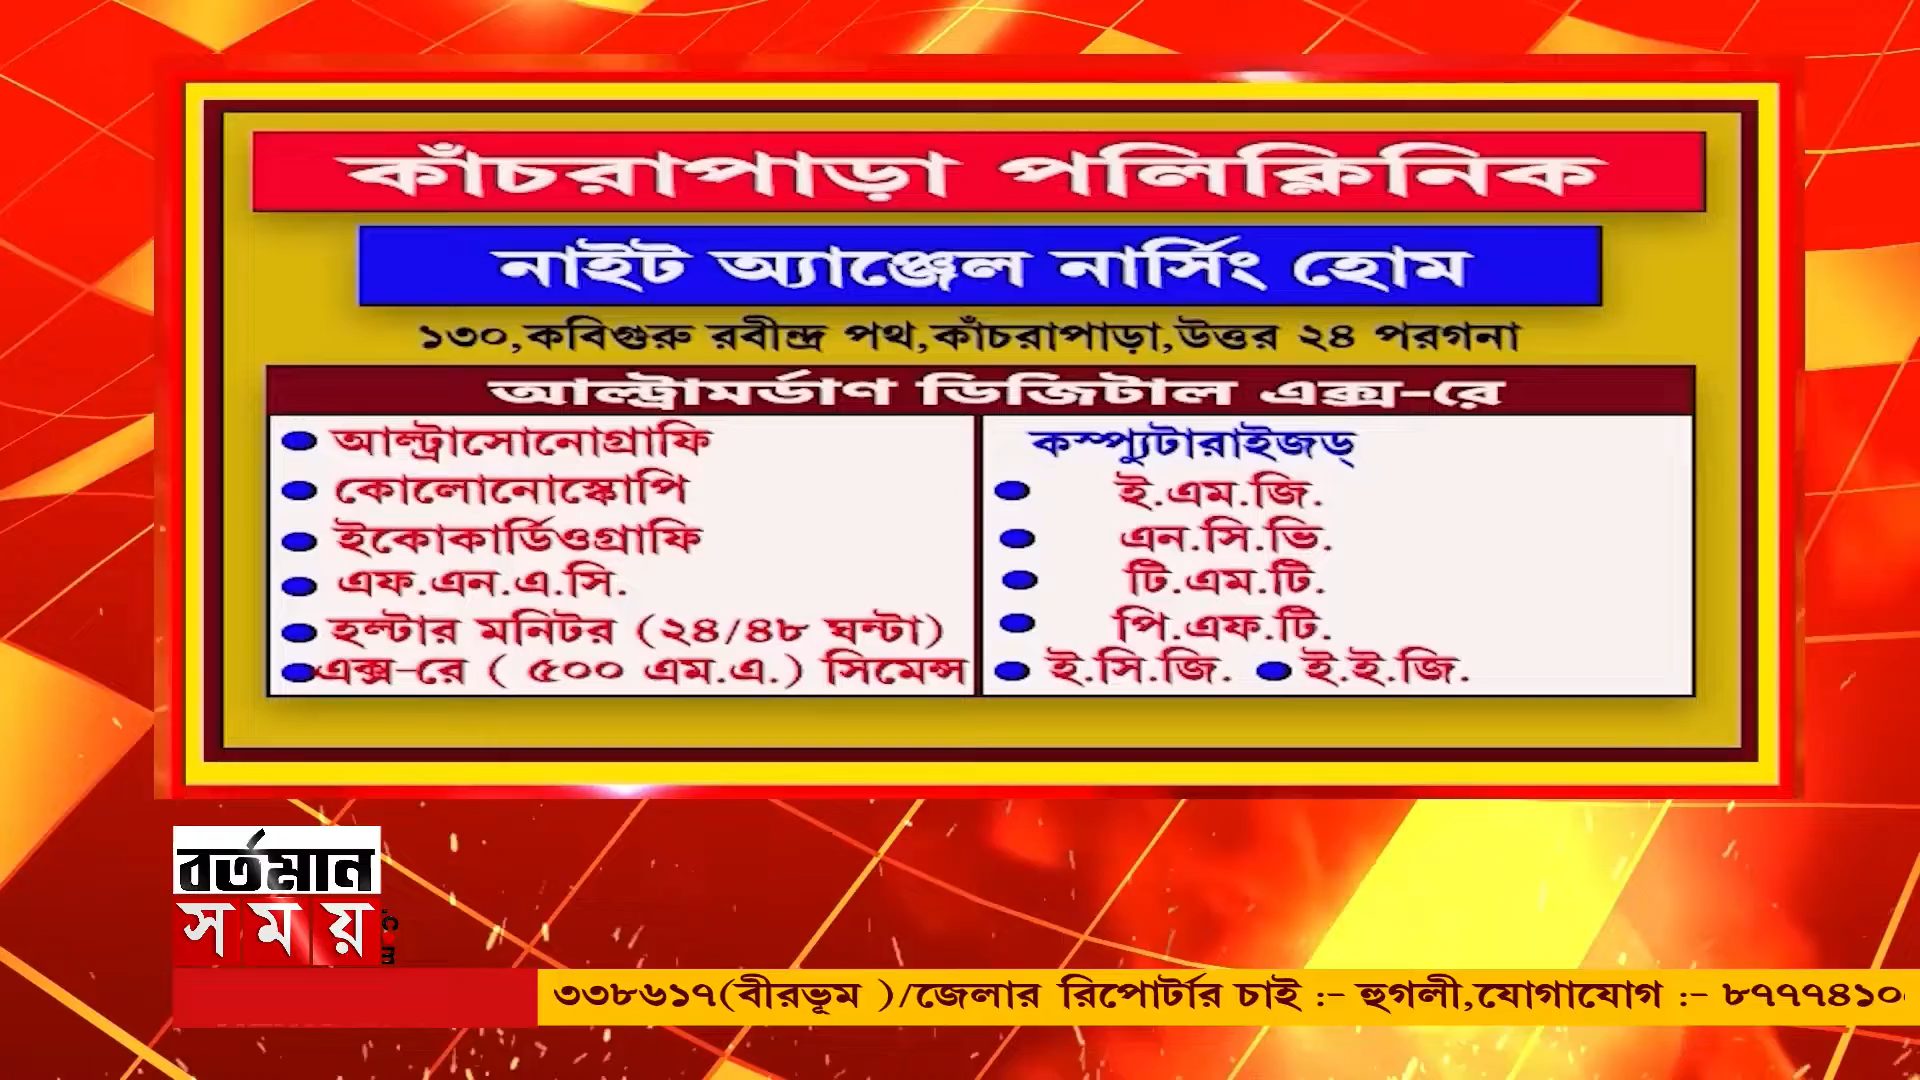 কাঁচরাপাড়া পলিক্লিনিক
নাইট অ্যাঞ্জেল নার্সিং হোম
১৩০,কবিগুরু রবীন্দ্র পথ,কাঁচরাপাড়া,উত্তর ২৪ পরগনা
আল্ট্রামর্ডাণ ডিজিটাল এক্স-রে
আল্ট্রাসোনোগ্রাফি
কোলোনোস্কোপি
ইকোকার্ডিওগ্রাফি
এফ.এন.এ.সি.
হল্টার মনিটর (২৪/৪৮ ঘন্টা)
এক্স-রে ( ৫০০ এম.এ.) সিমেন্স
কম্প্যুটারাইজড্
ই.এম.জি.
এন.সি.ভি.
টি.এম.টি.
পি.এফ.টি.
ই.সি.জি. ই.ই.জি.
বর্তমান
সময়
৩৩৮৬১৭(বীরভূম )/জেলার রিপোর্টার চাই :- হুগলী,যোগাযোগ :- ৮৭৭৭৪১০